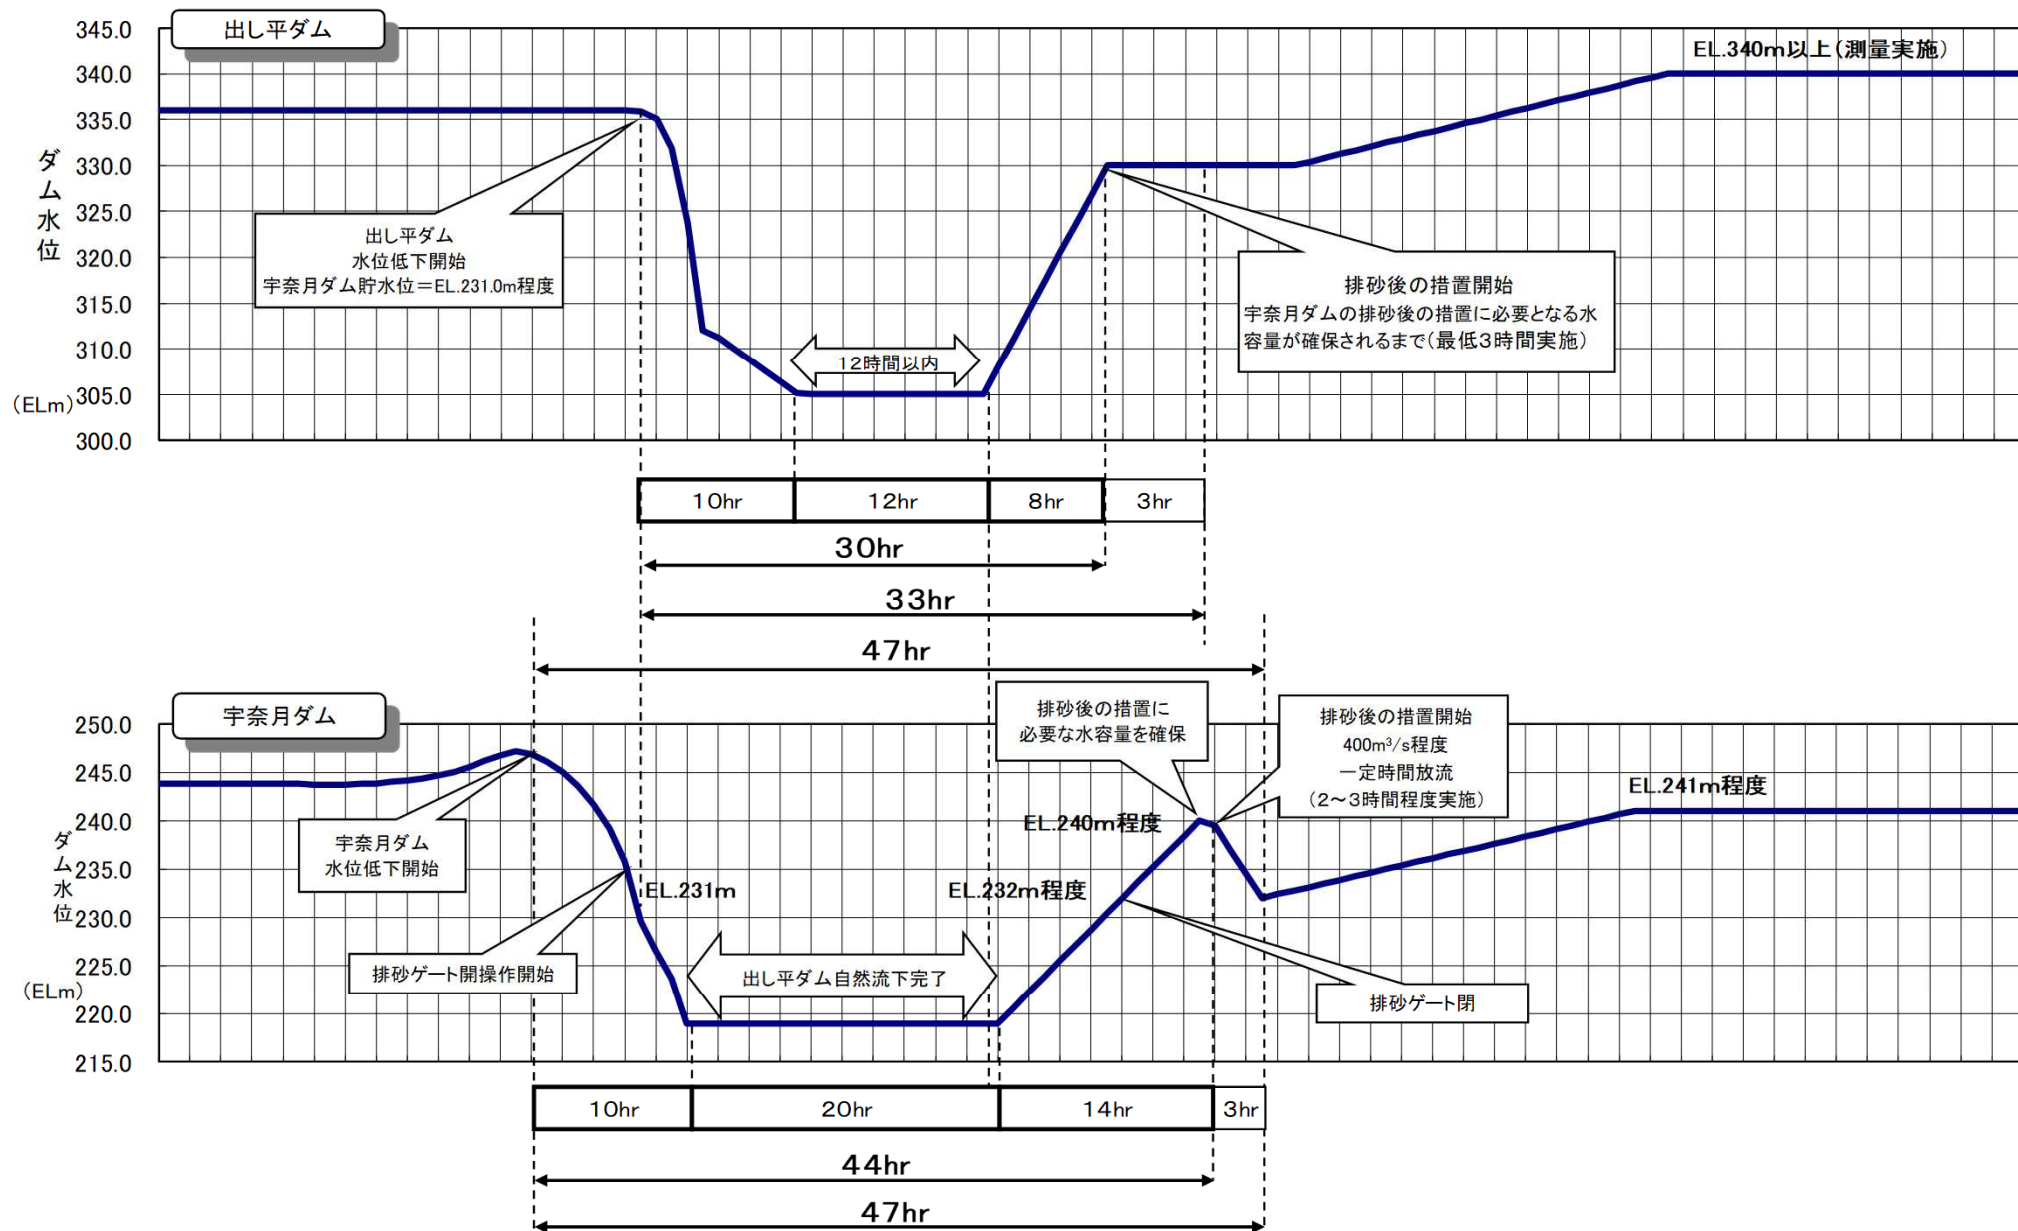 出し平ダム
345.0
340.0
335.0
330.0
325.0
320.0
315.0
310.0
305.0
300.0
ダム水位
(ELm)
EL.340m以上(測量実施)
出し平ダム
水位低下開始
宇奈月ダム貯水位=EL.231.0m程度
排砂後の措置開始
宇奈月ダムの排砂後の措置に必要となる水
容量が確保されるまで(最低3時間実施)
12時間以内
10hr
12hr
8hr
3hr
30hr
33hr
47hr
宇奈月ダム
250.0
245.0
240.0
235.0
230.0
225.0
220.0
215.0
ダム水位
(ELm)
排砂後の措置に
必要な水容量を確保
排砂後の措置開始
400m³/s程度
一定時間放流
(2~3時間程度実施)
EL.241m程度
EL.240m程度
宇奈月ダム
水位低下開始
EL.231m
EL.232m程度
排砂ゲート開操作開始
出し平ダム自然流下完了
排砂ゲート閉
10hr
20hr
14hr
3hr
44hr
47hr